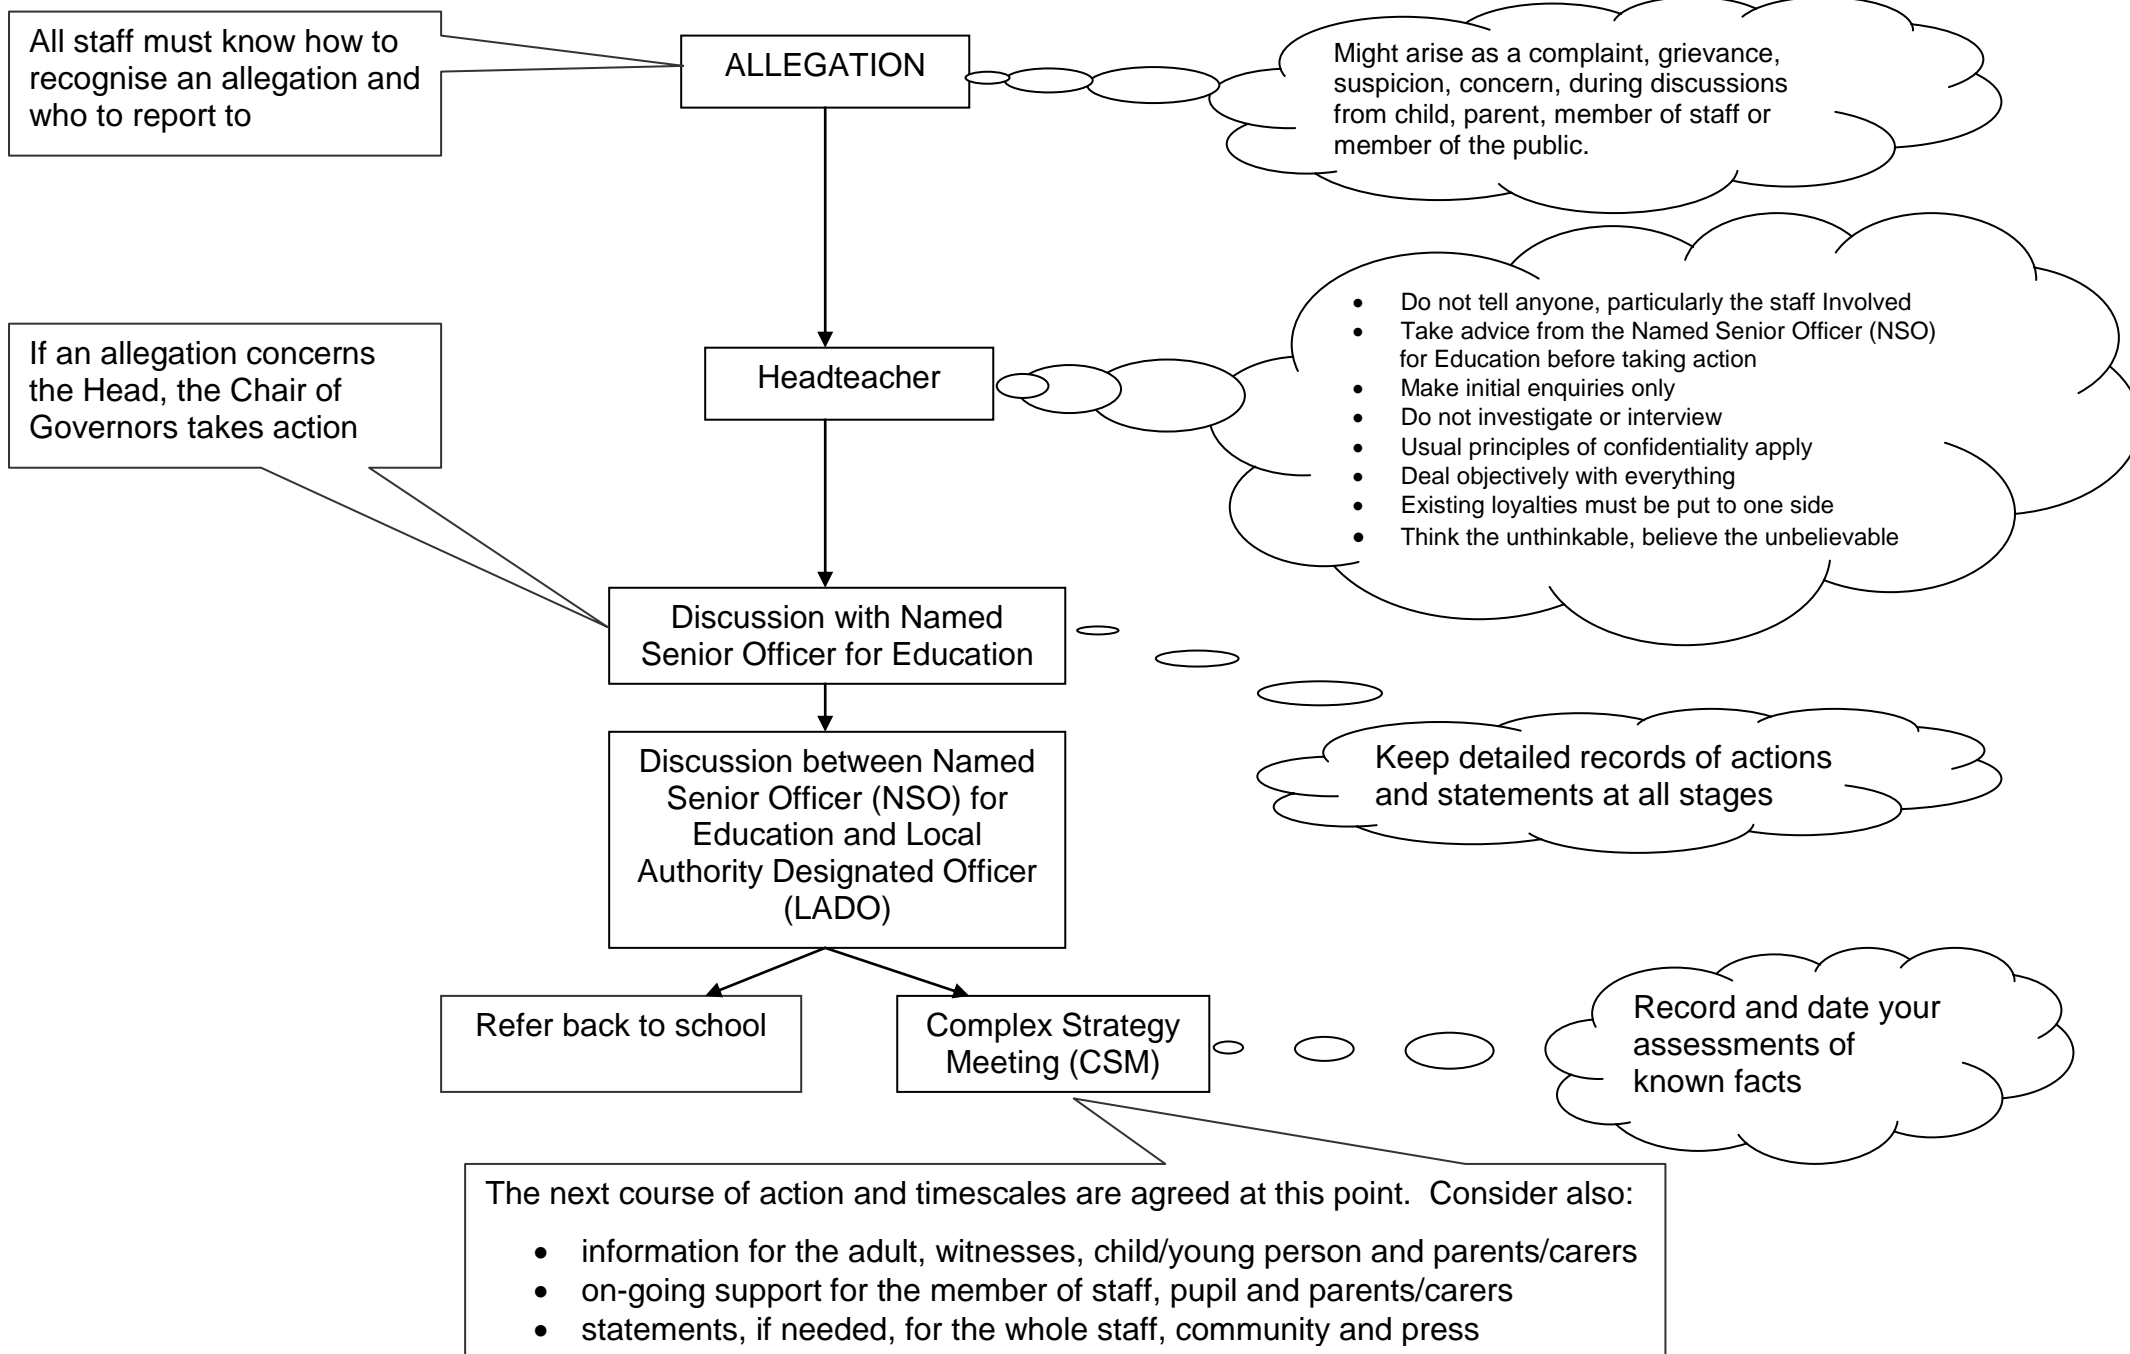 All staff must know how to
recognise an allegation and
who to report to
ALLEGATION
Might arise as a complaint, grievance,
suspicion, concern, during discussions
from child, parent, member of staff or
member of the public.
If an allegation concerns
the Head, the Chair of
Governors takes action
Headteacher
• Do not tell anyone, particularly the staff Involved
• Take advice from the Named Senior Officer (NSO)
for Education before taking action
• Make initial enquiries only
• Do not investigate or interview
• Usual principles of confidentiality apply
• Deal objectively with everything
• Existing loyalties must be put to one side
• Think the unthinkable, believe the unbelievable
Discussion with Named
Senior Officer for Education
Discussion between Named
Senior Officer (NSO) for
Education and Local
Authority Designated Officer
(LADO)
Keep detailed records of actions
and statements at all stages
Refer back to school
Complex Strategy
Meeting (CSM)
Record and date your
assessments of
known facts
The next course of action and timescales are agreed at this point.  Consider also:
• information for the adult, witnesses, child/young person and parents/carers
• on-going support for the member of staff, pupil and parents/carers
• statements, if needed, for the whole staff, community and press